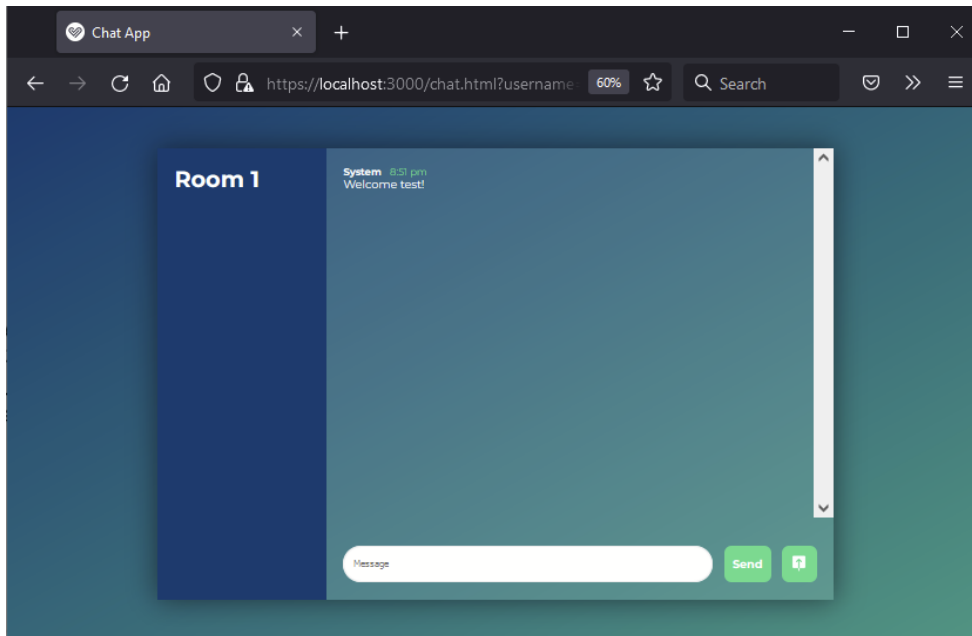 Chat App
https://localhost:3000/chat.html?username=
60%
Search
Room 1
System 8:51 pm
Welcome test!
Message
Send